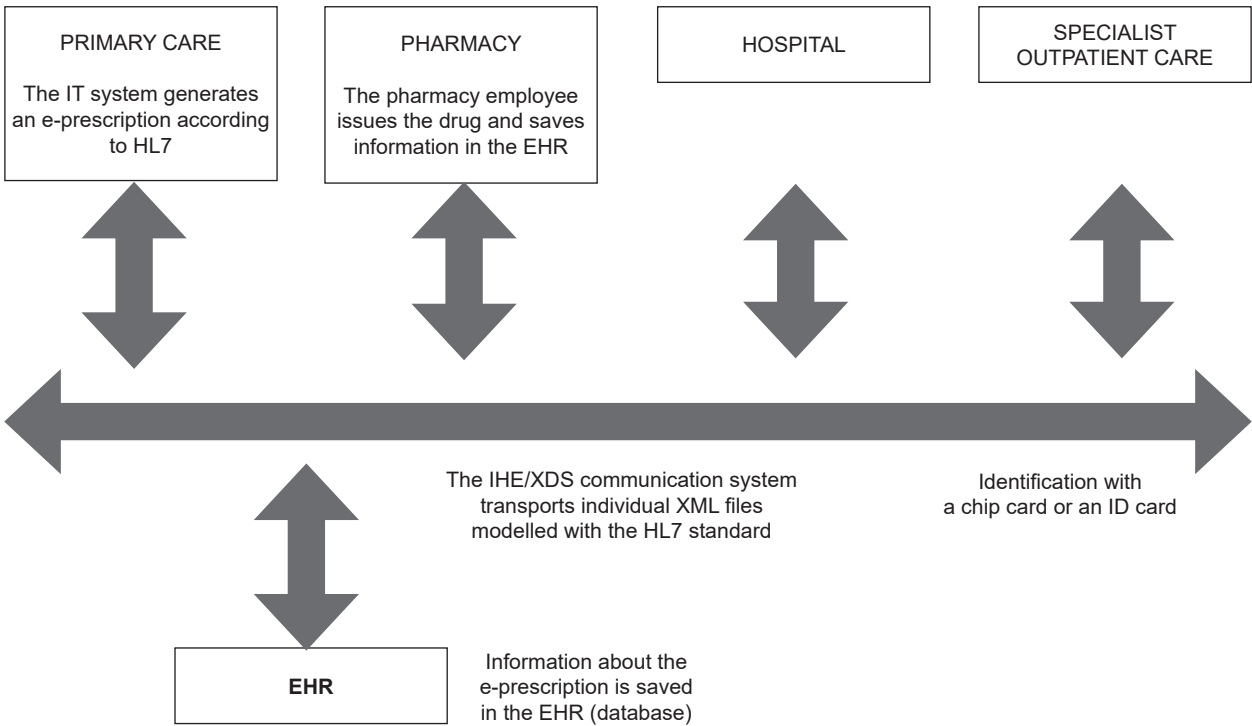 PRIMARY CARE
The IT system generates
an e-prescription according
to HL7
PHARMACY
The pharmacy employee
issues the drug and saves
information in the EHR
HOSPITAL
SPECIALIST
OUTPATIENT CARE
The IHE/XDS communication system
transports individual XML files
modelled with the HL7 standard
Identification with
a chip card or an ID card
EHR
Information about the
e-prescription is saved
in the EHR (database)